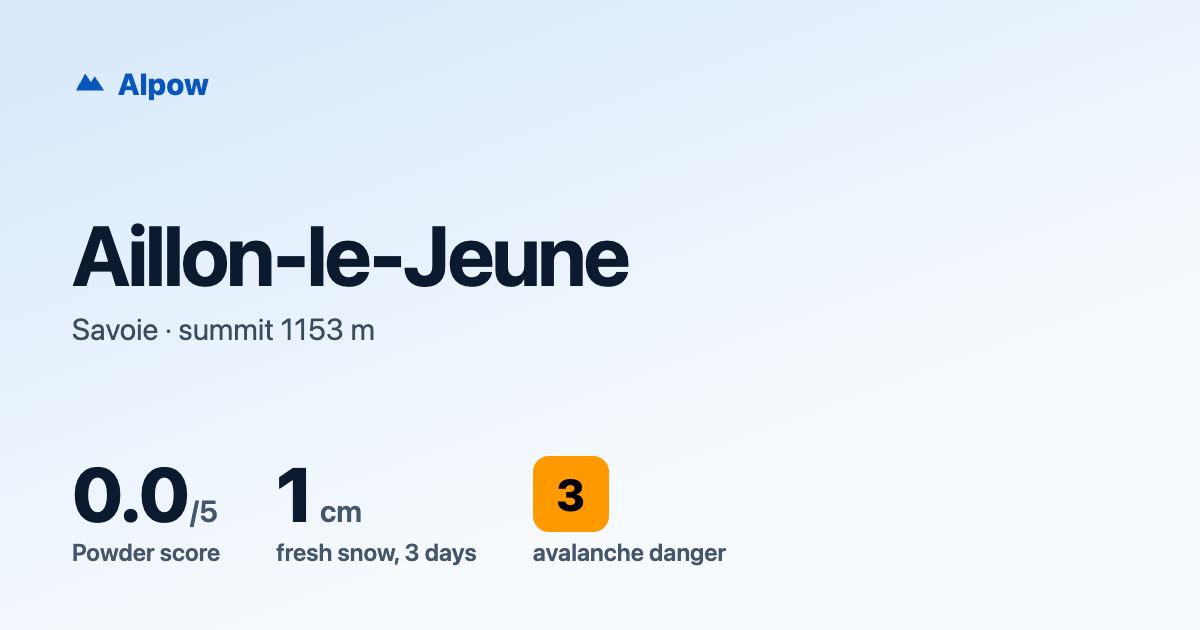 Alpow
Aillon-le-Jeune
Savoie · summit 1153 m
0.0/5
Powder score
1 cm
fresh snow, 3 days
3
avalanche danger